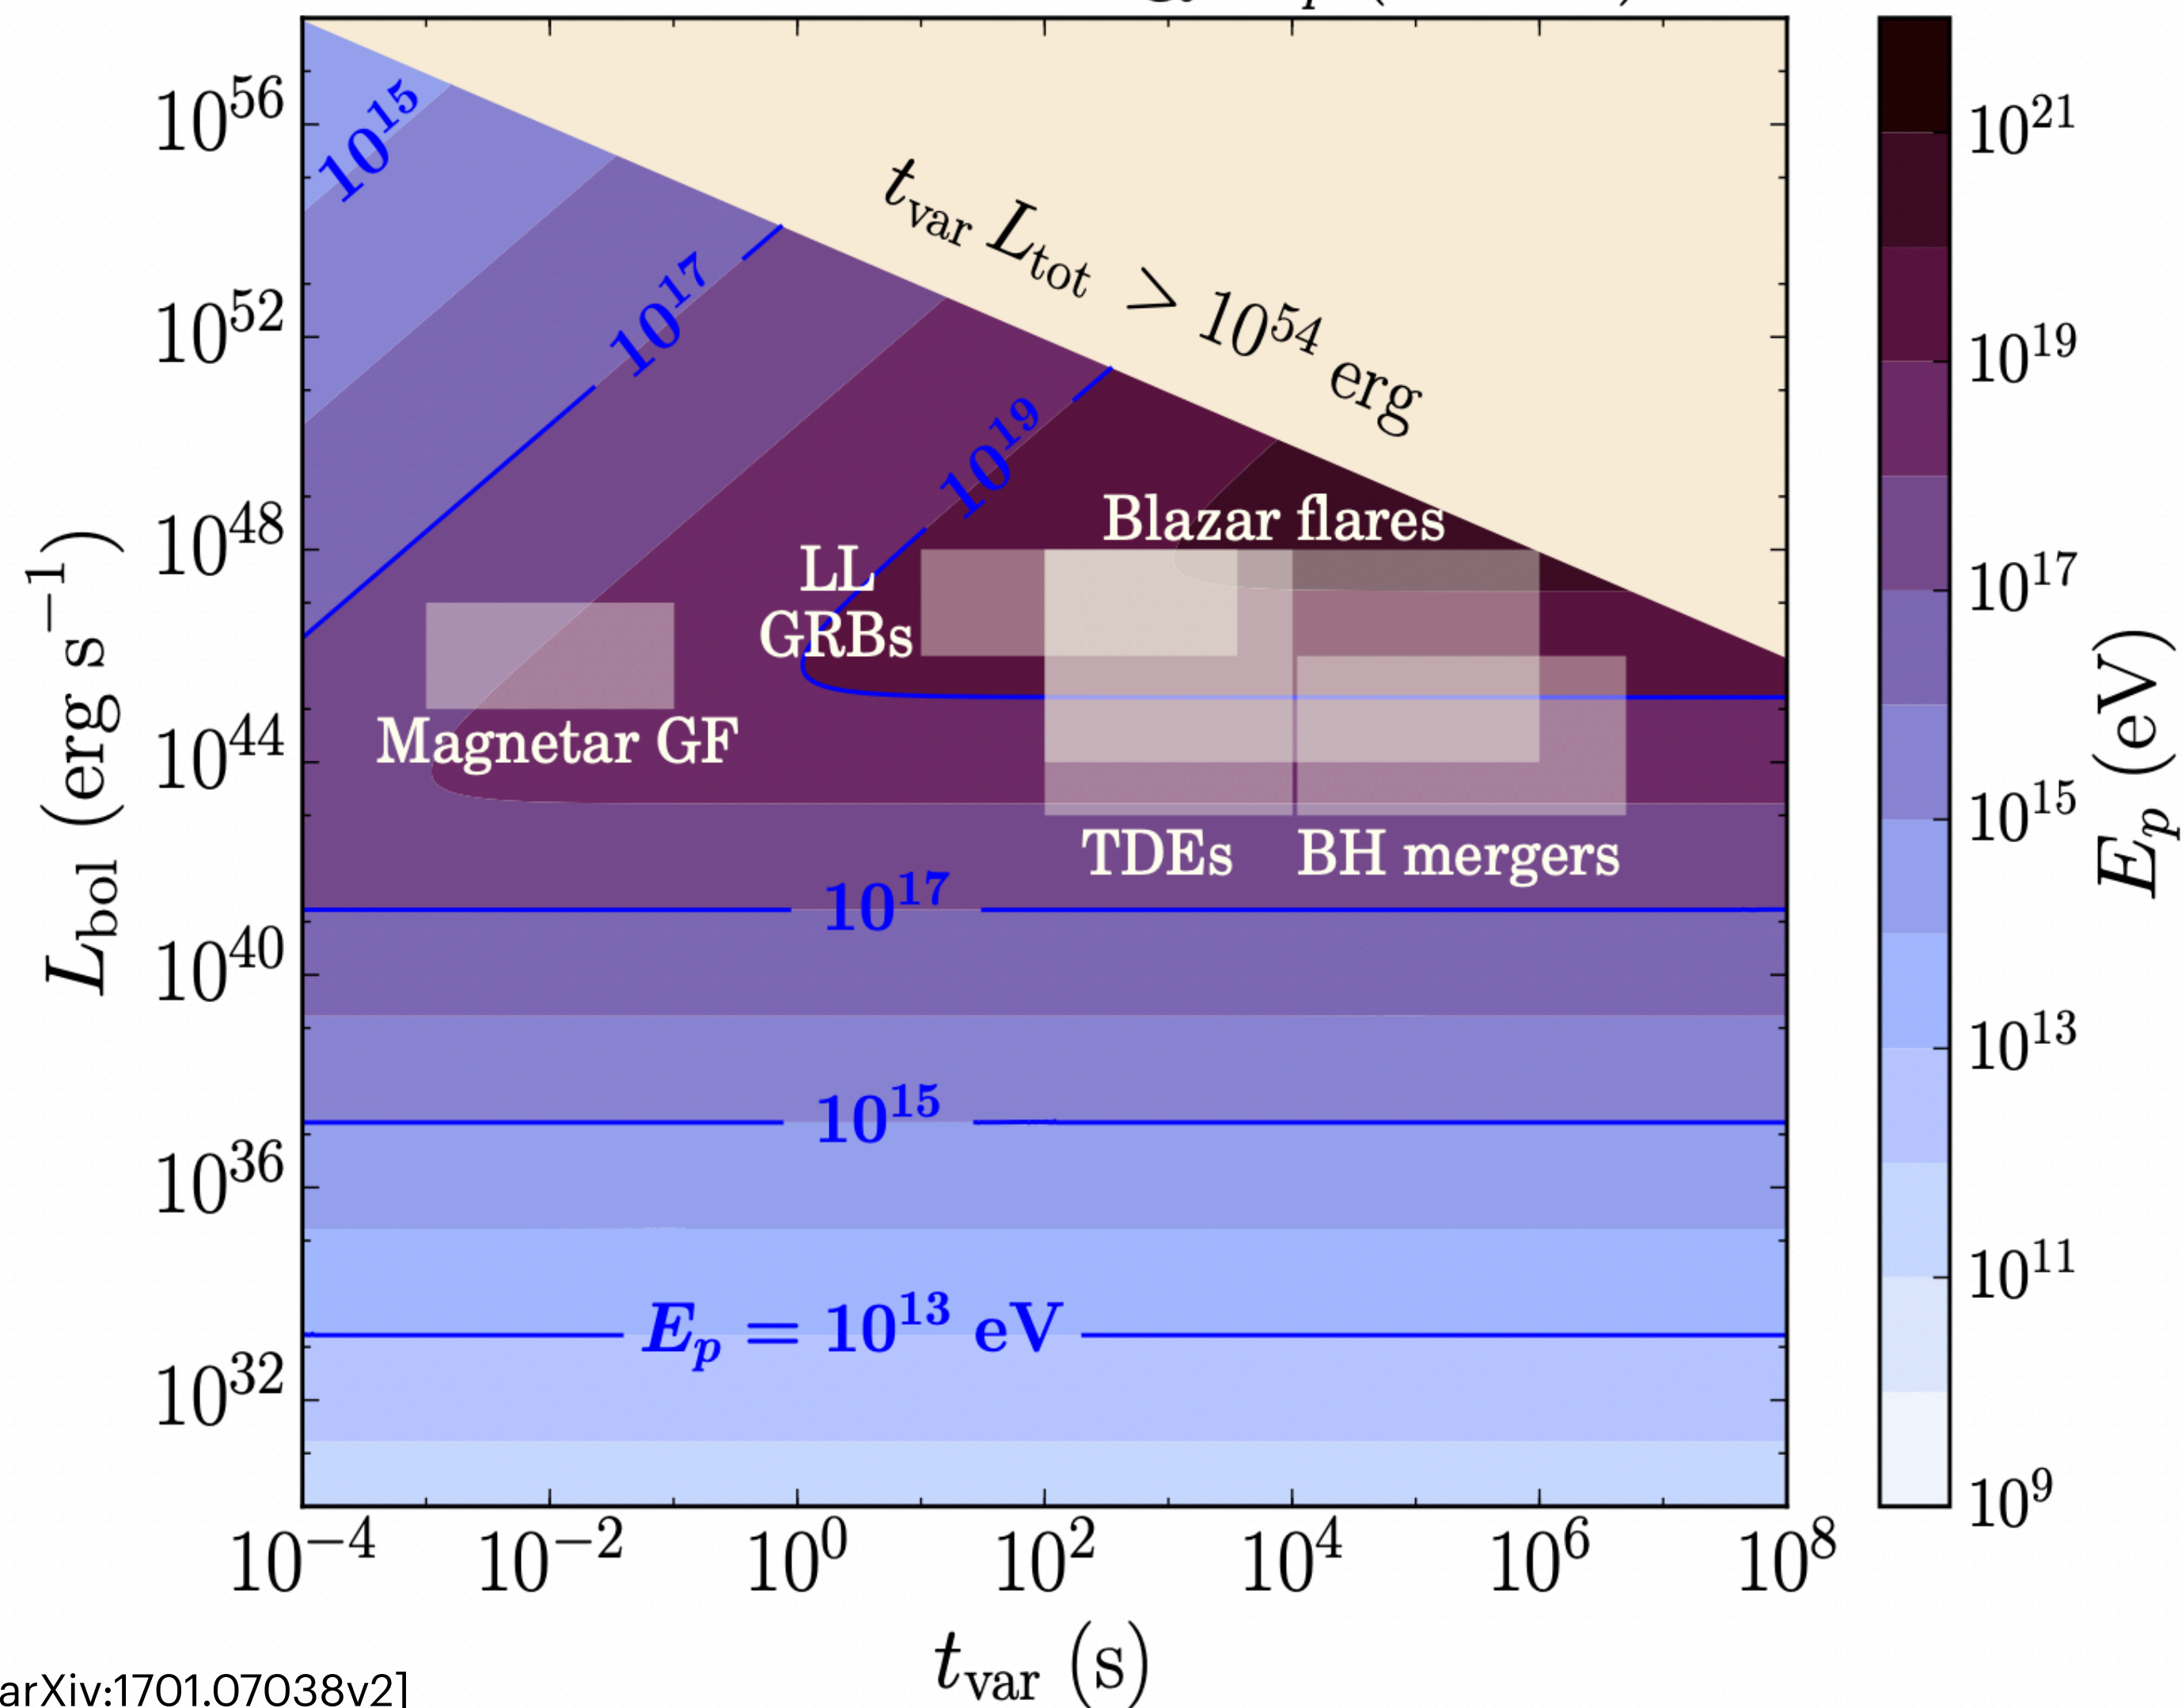 10^56
10^52
10^48
10^44
10^40
10^36
10^32
L_bol (erg s^−1)
10^15
10^17
10^19
t_var L_tot > 10^54 erg
Blazar flares
LL
GRBs
Magnetar GF
TDEs
BH mergers
10^17
10^15
E_p = 10^13 eV
10^−4
10^−2
10^0
10^2
10^4
10^6
10^8
t_var (s)
10^21
10^19
10^17
10^15
10^13
10^11
10^9
E_p (eV)
arXiv:1701.07038v2]